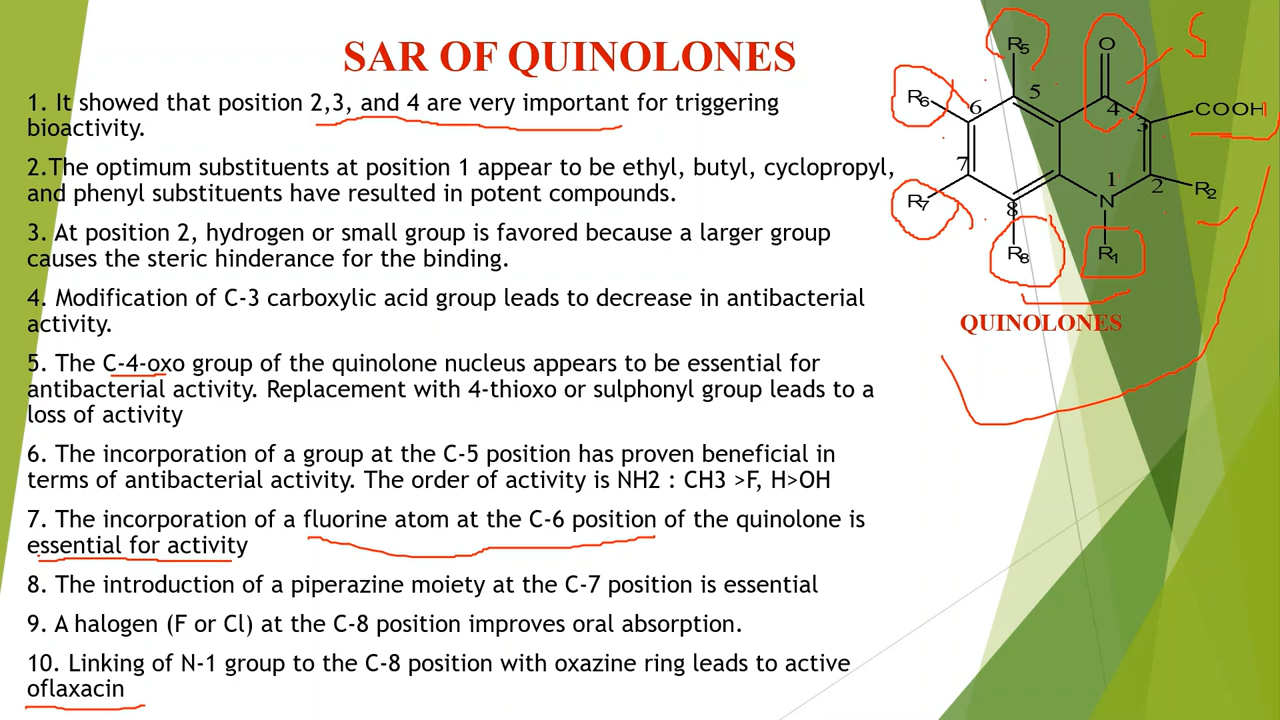 SAR OF QUINOLONES
1. It showed that position 2,3, and 4 are very important for triggering
bioactivity.
2.The optimum substituents at position 1 appear to be ethyl, butyl, cyclopropyl,
and phenyl substituents have resulted in potent compounds.
3. At position 2, hydrogen or small group is favored because a larger group
causes the steric hinderance for the binding.
4. Modification of C-3 carboxylic acid group leads to decrease in antibacterial
activity.
5. The C-4-oxo group of the quinolone nucleus appears to be essential for
antibacterial activity. Replacement with 4-thioxo or sulphonyl group leads to a
loss of activity
6. The incorporation of a group at the C-5 position has proven beneficial in
terms of antibacterial activity. The order of activity is NH2 : CH3 >F, H>OH
7. The incorporation of a fluorine atom at the C-6 position of the quinolone is
essential for activity
8. The introduction of a piperazine moiety at the C-7 position is essential
9. A halogen (F or Cl) at the C-8 position improves oral absorption.
10. Linking of N-1 group to the C-8 position with oxazine ring leads to active
oflaxacin
R5 O S
R6 6 5 4 3 COOH
7 8 1 2
R7 N R2
R8 R1
QUINOLONES